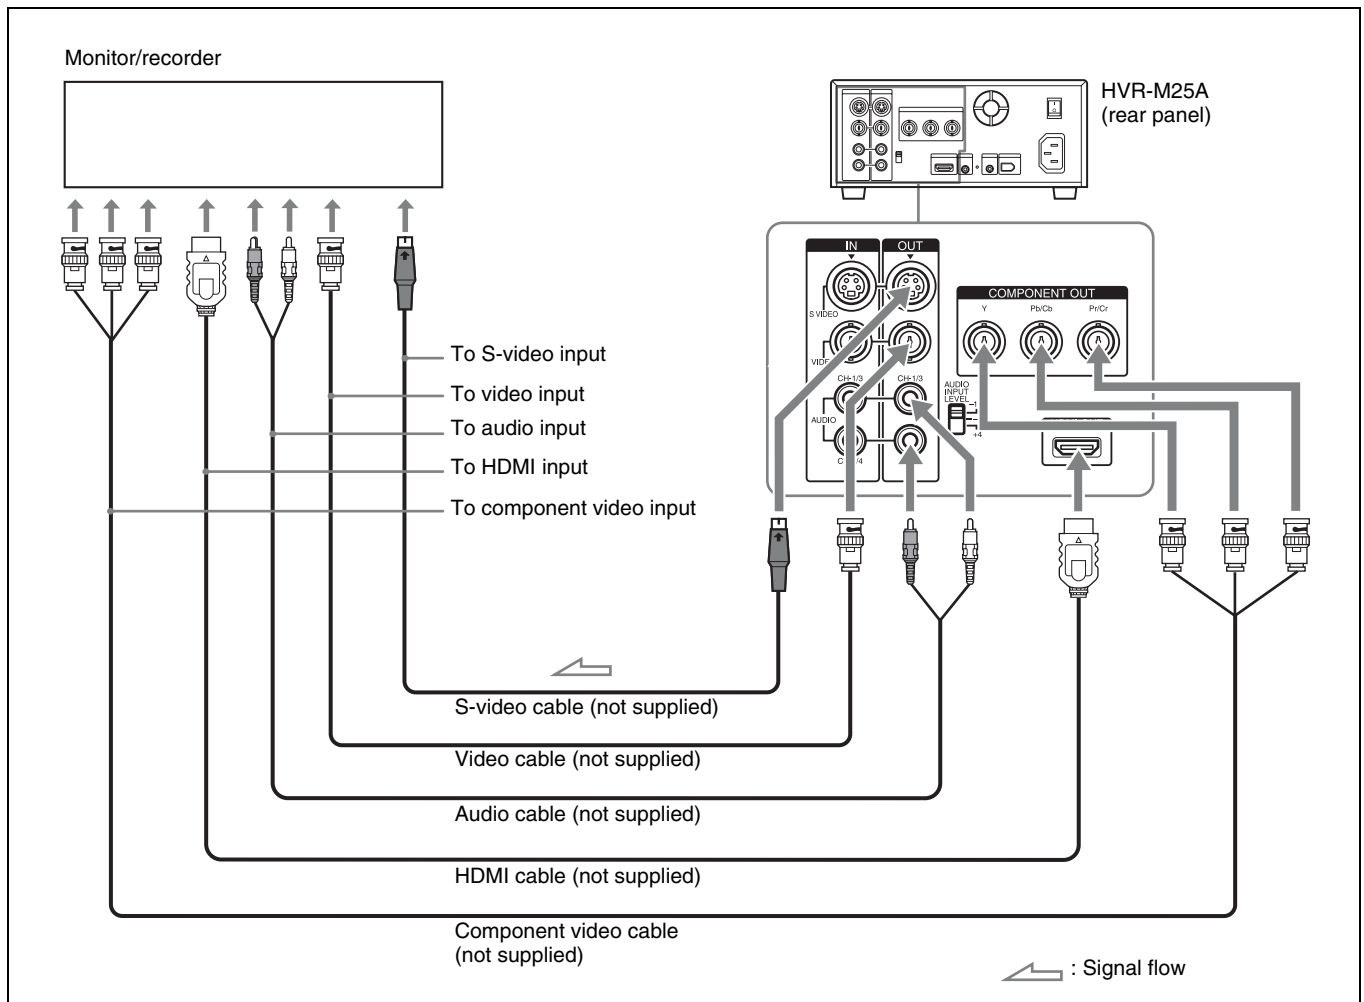 Monitor/recorder
HVR-M25A
(rear panel)
IN
OUT
S VIDEO
COMPONENT OUT
Y
Pb/Cb
Pr/Cr
CH-1/3
CH-1/3
AUDIO
INPUT
LEVEL
AUDIO
+4
To S-video input
To video input
To audio input
To HDMI input
To component video input
S-video cable (not supplied)
Video cable (not supplied)
Audio cable (not supplied)
HDMI cable (not supplied)
Component video cable
(not supplied)
: Signal flow